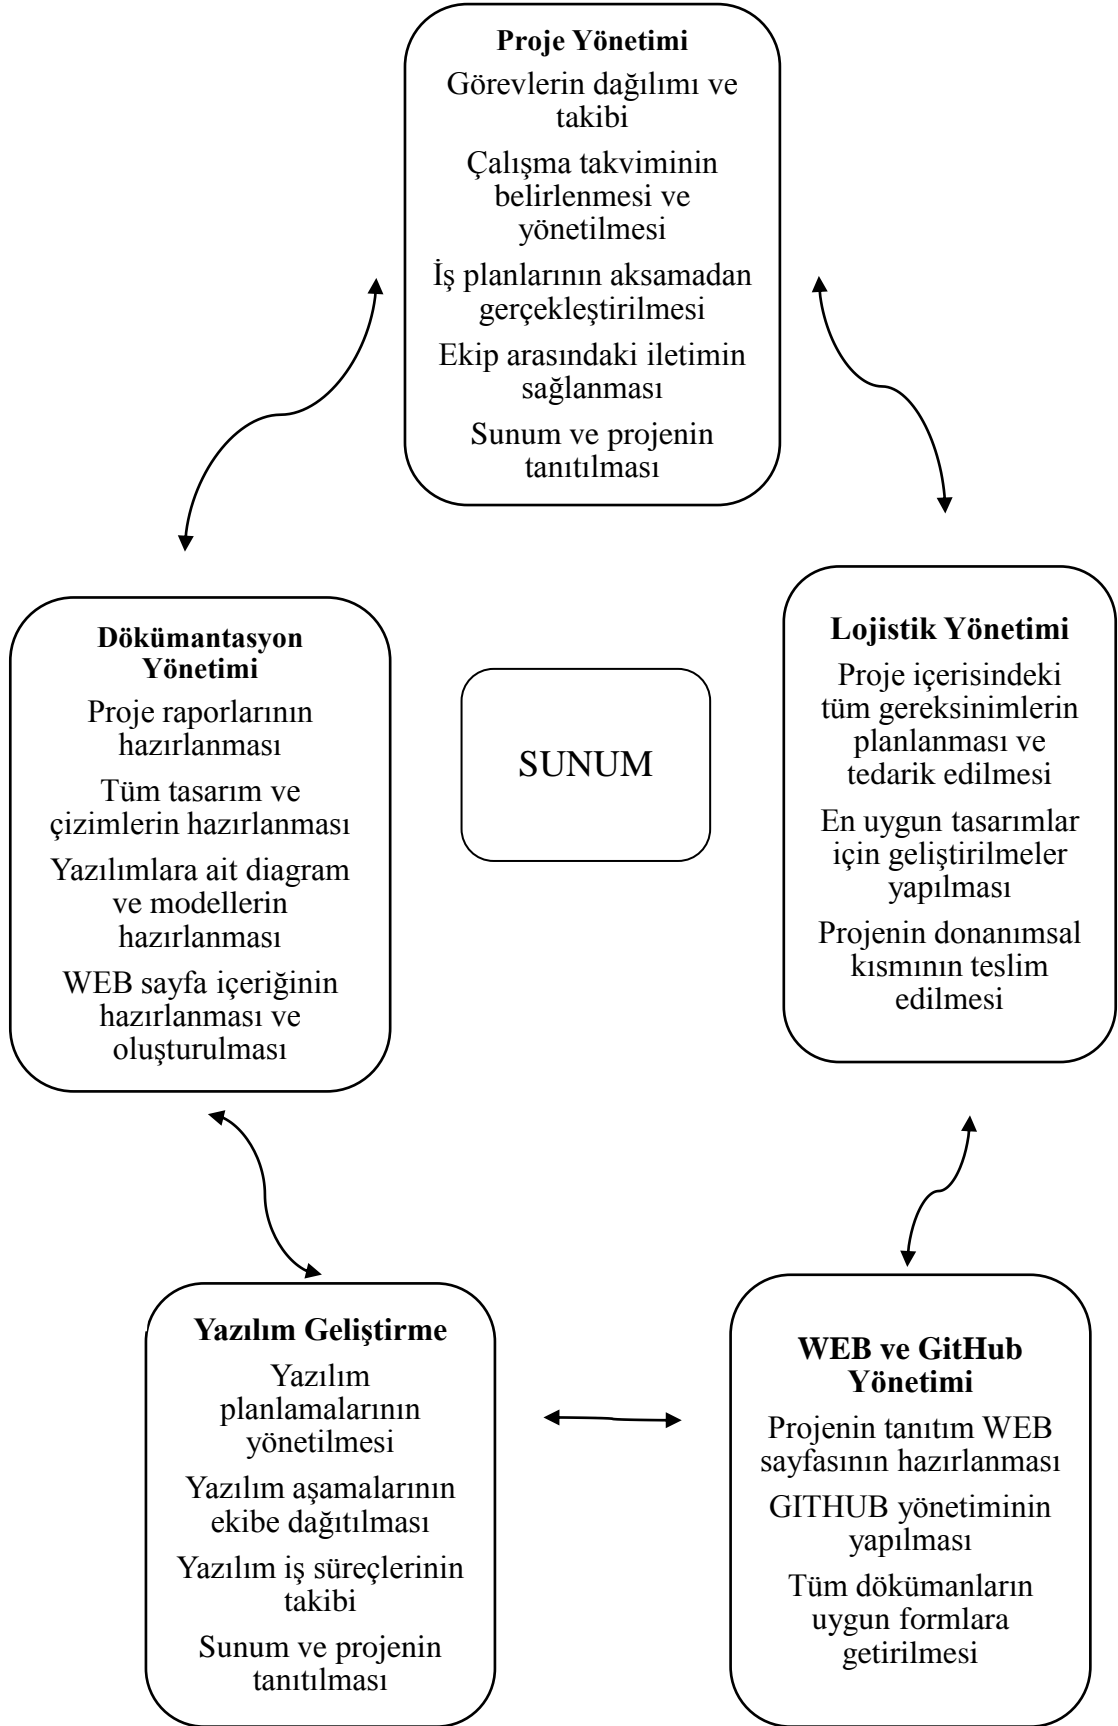 Proje Yönetimi
Görevlerin dağılımı ve
takibi
Çalışma takviminin
belirlenmesi ve
yönetilmesi
İş planlarının aksamadan
gerçekleştirilmesi
Ekip arasındaki iletimin
sağlanması
Sunum ve projenin
tanıtılması
Dökümantasyon
Yönetimi
Proje raporlarının
hazırlanması
Tüm tasarım ve
çizimlerin hazırlanması
Yazılımlara ait diagram
ve modellerin
hazırlanması
WEB sayfa içeriğinin
hazırlanması ve
oluşturulması
SUNUM
Lojistik Yönetimi
Proje içerisindeki
tüm gereksinimlerin
planlanması ve
tedarik edilmesi
En uygun tasarımlar
için geliştirilmeler
yapılması
Projenin donanımsal
kısmının teslim
edilmesi
Yazılım Geliştirme
Yazılım
planlamalarının
yönetilmesi
Yazılım aşamalarının
ekibe dağıtılması
Yazılım iş süreçlerinin
takibi
Sunum ve projenin
tanıtılması
WEB ve GitHub
Yönetimi
Projenin tanıtım WEB
sayfasının hazırlanması
GITHUB yönetiminin
yapılması
Tüm dökümanların
uygun formlara
getirilmesi